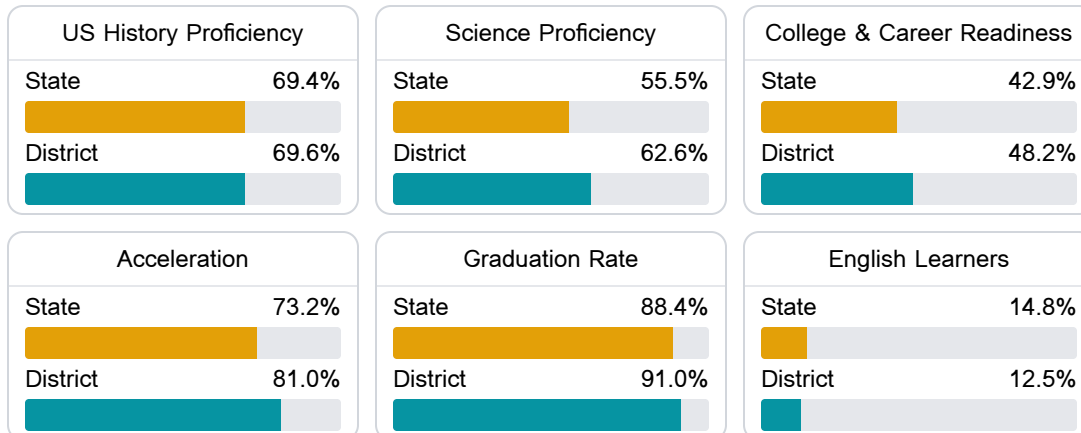 US History Proficiency
State 69.4%
District 69.6%
Science Proficiency
State 55.5%
District 62.6%
College & Career Readiness
State 42.9%
District 48.2%
Acceleration
State 73.2%
District 81.0%
Graduation Rate
State 88.4%
District 91.0%
English Learners
State 14.8%
District 12.5%